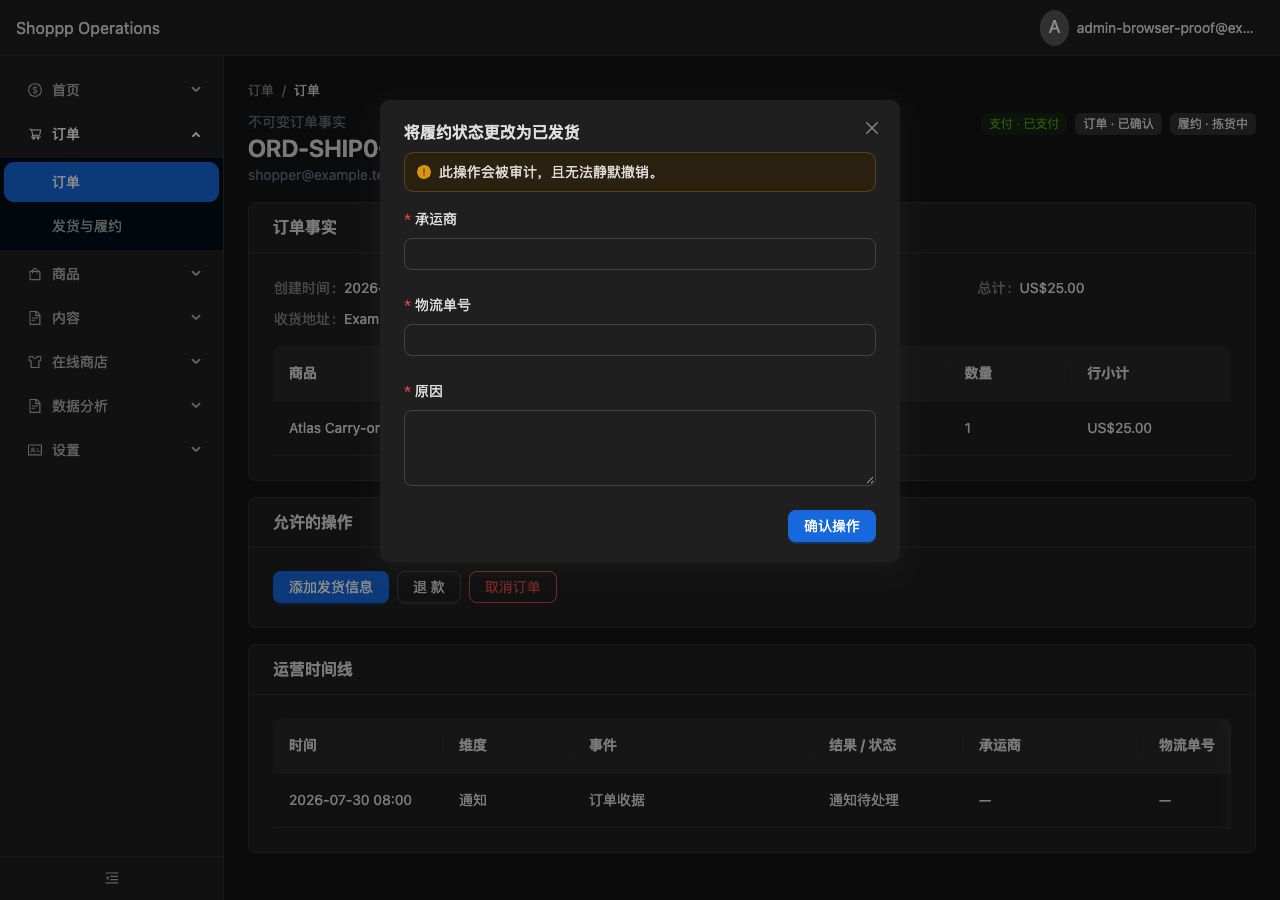 Shoppp Operations
A
admin-browser-proof@ex...
首页
订单
订单
发货与履约
商品
内容
在线商店
数据分析
设置
订单 / 订单
不可变订单事实
ORD-SHIP0
shopper@example.te
支付 · 已支付
订单 · 已确认
履约 · 拣货中
订单事实
创建时间： 2026-
总计： US$25.00
收货地址： Exam
商品
数量
行小计
Atlas Carry-on
1
US$25.00
将履约状态更改为已发货
此操作会被审计，且无法静默撤销。
* 承运商
* 物流单号
* 原因
确认操作
允许的操作
添加发货信息
退 款
取消订单
运营时间线
时间
维度
事件
结果 / 状态
承运商
物流单号
2026-07-30 08:00
通知
订单收据
通知待处理
—
—